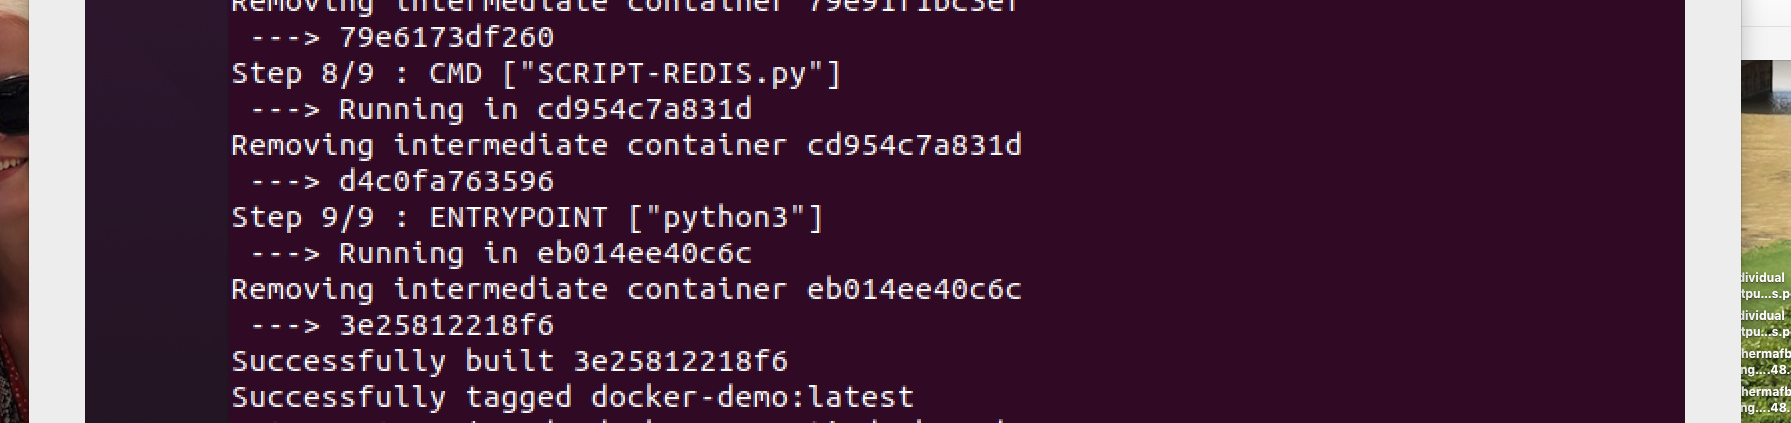 Removing intermediate container
---> 79e6173df260
Step 8/9 : CMD ["SCRIPT-REDIS.py"]
---> Running in cd954c7a831d
Removing intermediate container cd954c7a831d
---> d4c0fa763596
Step 9/9 : ENTRYPOINT ["python3"]
---> Running in eb014ee40c6c
Removing intermediate container eb014ee40c6c
---> 3e25812218f6
Successfully built 3e25812218f6
Successfully tagged docker-demo:latest
dividual
tpu...s.p
dividual
tpu...s.p
hermafb
ng....48.
hermafb
ng....48.